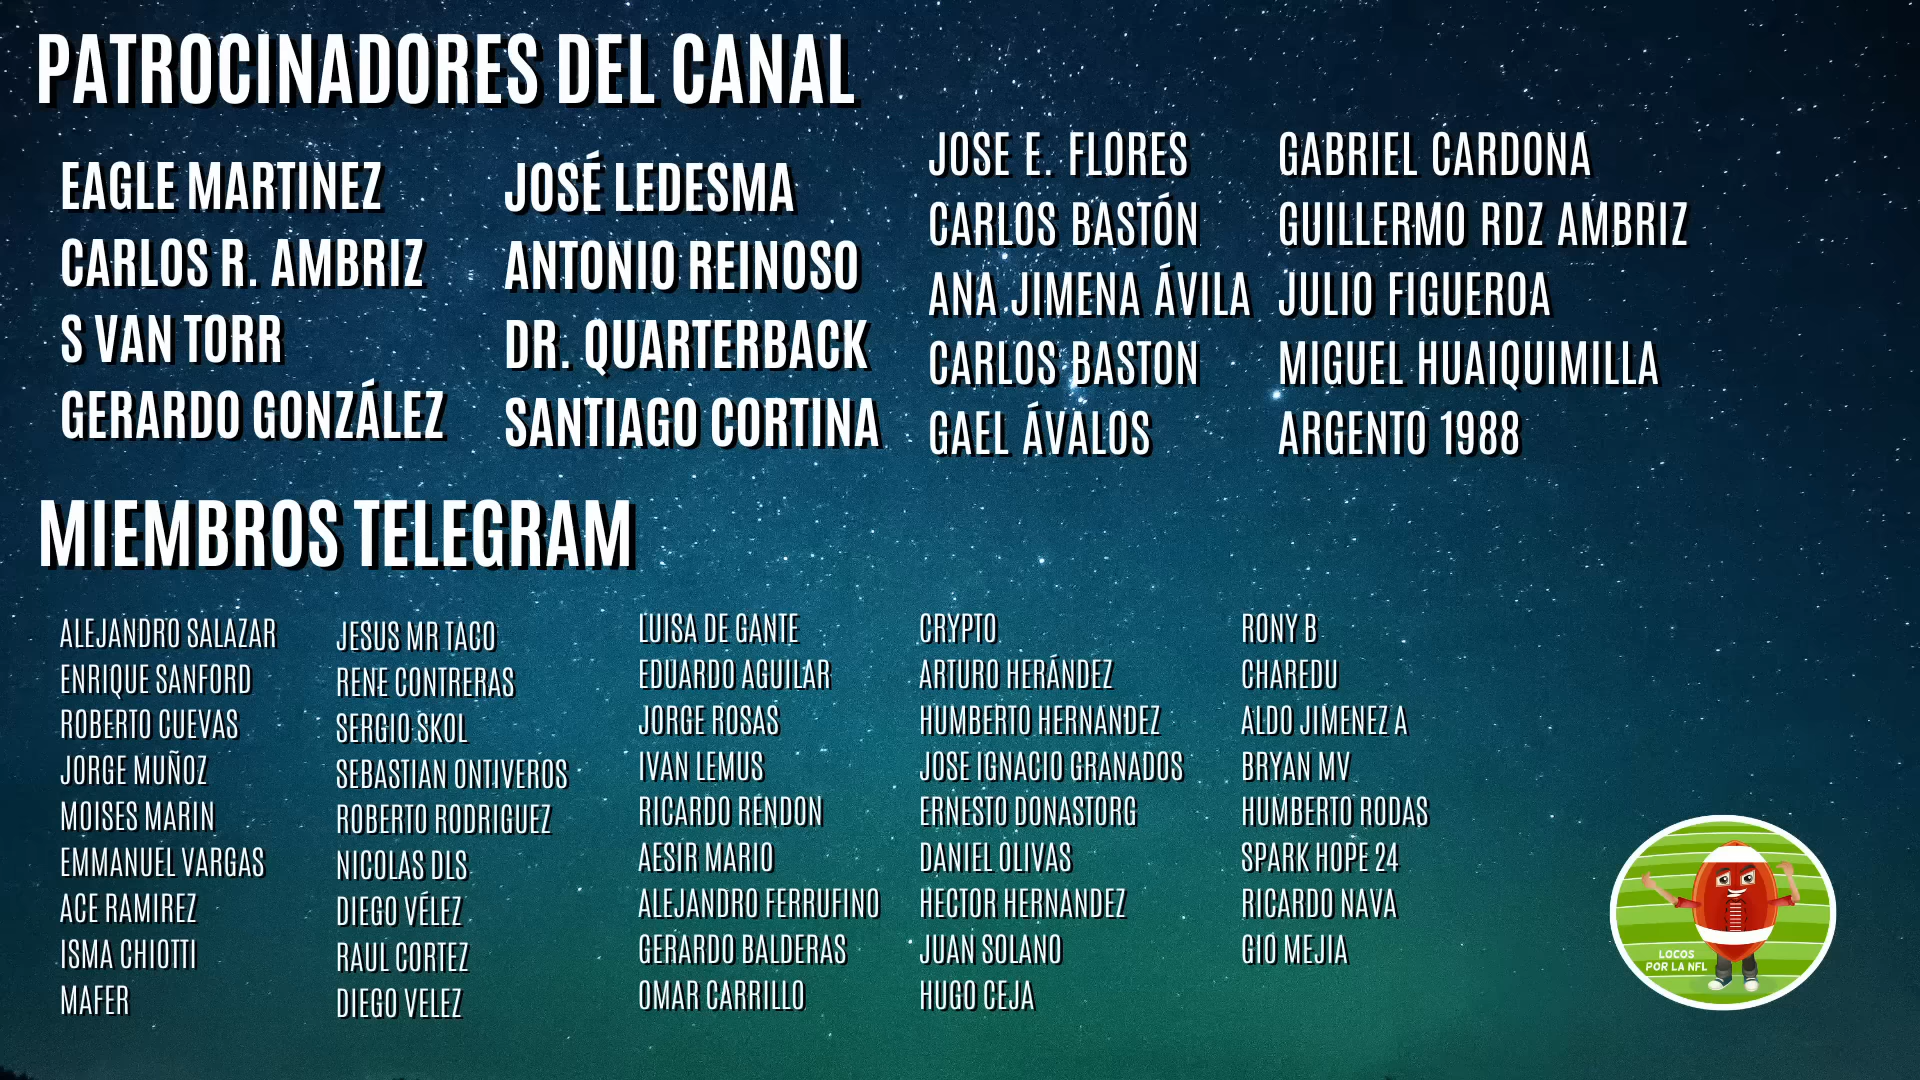 PATROCINADORES DEL CANAL
EAGLE MARTINEZ
CARLOS R. AMBRIZ
S VAN TORR
GERARDO GONZÁLEZ
JOSÉ LEDESMA
ANTONIO REINOSO
DR. QUARTERBACK
SANTIAGO CORTINA
JOSE E. FLORES
CARLOS BASTÓN
ANA JIMENA ÁVILA
CARLOS BASTON
GAEL ÁVALOS
GABRIEL CARDONA
GUILLERMO RDZ AMBRIZ
JULIO FIGUEROA
MIGUEL HUAIQUIMILLA
ARGENTO 1988
MIEMBROS TELEGRAM
ALEJANDRO SALAZAR
ENRIQUE SANFORD
ROBERTO CUEVAS
JORGE MUÑOZ
MOISES MARIN
EMMANUEL VARGAS
ACE RAMIREZ
ISMA CHIOTTI
MAFER
JESUS MR TACO
RENE CONTRERAS
SERGIO SKOL
SEBASTIAN ONTIVEROS
ROBERTO RODRIGUEZ
NICOLAS DLS
DIEGO VÉLEZ
RAUL CORTEZ
DIEGO VELEZ
LUISA DE GANTE
EDUARDO AGUILAR
JORGE ROSAS
IVAN LEMUS
RICARDO RENDON
AESIR MARIO
ALEJANDRO FERRUFINO
GERARDO BALDERAS
OMAR CARRILLO
CRYPTO
ARTURO HERÁNDEZ
HUMBERTO HERNANDEZ
JOSE IGNACIO GRANADOS
ERNESTO DONASTORG
DANIEL OLIVAS
HECTOR HERNANDEZ
JUAN SOLANO
HUGO CEJA
RONY B
CHAREDU
ALDO JIMENEZ A
BRYAN MV
HUMBERTO RODAS
SPARK HOPE 24
RICARDO NAVA
GIO MEJIA
LOCOS
POR LA NFL